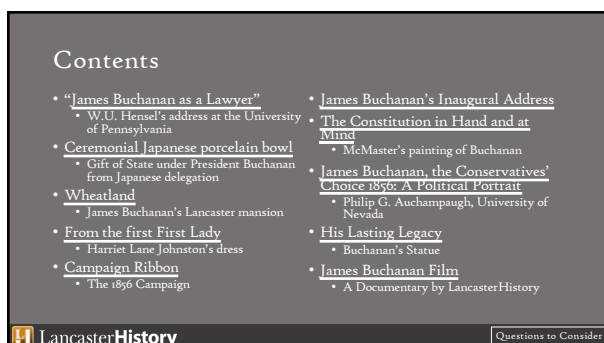 Contents
• “James Buchanan as a Lawyer”
• W.U. Hensel’s address at the University
of Pennsylvania
• Ceremonial Japanese porcelain bowl
• Gift of State under President Buchanan
from Japanese delegation
• Wheatland
• James Buchanan’s Lancaster mansion
• From the first First Lady
• Harriet Lane Johnston’s dress
• Campaign Ribbon
• The 1856 Campaign
• James Buchanan’s Inaugural Address
• The Constitution in Hand and at
Mind
• McMaster’s painting of Buchanan
• James Buchanan, the Conservatives’
Choice 1856: A Political Portrait
• Philip G. Auchampaugh, University of
Nevada
• His Lasting Legacy
• Buchanan’s Statue
• James Buchanan Film
• A Documentary by LancasterHistory
LancasterHistory
Questions to Consider